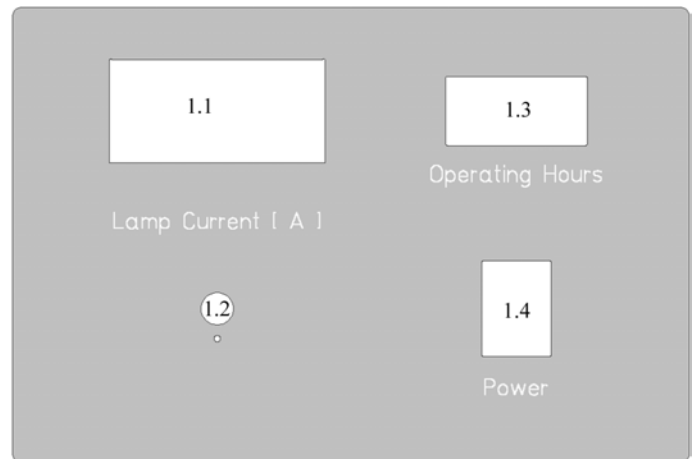 1.1
1.3
Operating Hours
Lamp Current [ A ]
1.2
1.4
Power